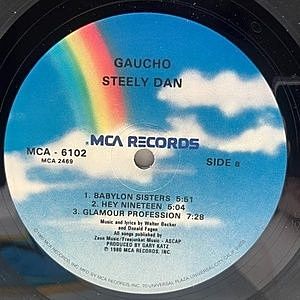 GAUCHO
STEELY DAN
MCA RECORDS
MCA - 6102
MCA 2469
SIDE
1. BABYLON SISTERS 5:51
2. HEY NINETEEN 5:04
3. GLAMOUR PROFESSION 7:28
Music and lyrics by Walter Becker
and Donald Fagen
All songs published by
Zeon Music/Freejunket Music - ASCAP
PRODUCED BY GARY KATZ
℗ 1980 MCA RECORDS, INC.